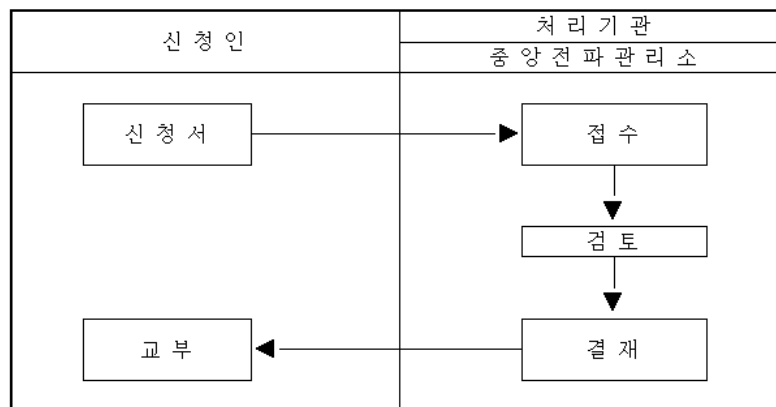 신 청 인
처 리 기 관
중 앙 전 파 관 리 소
신 청 서
접 수
검 토
교 부
결 재